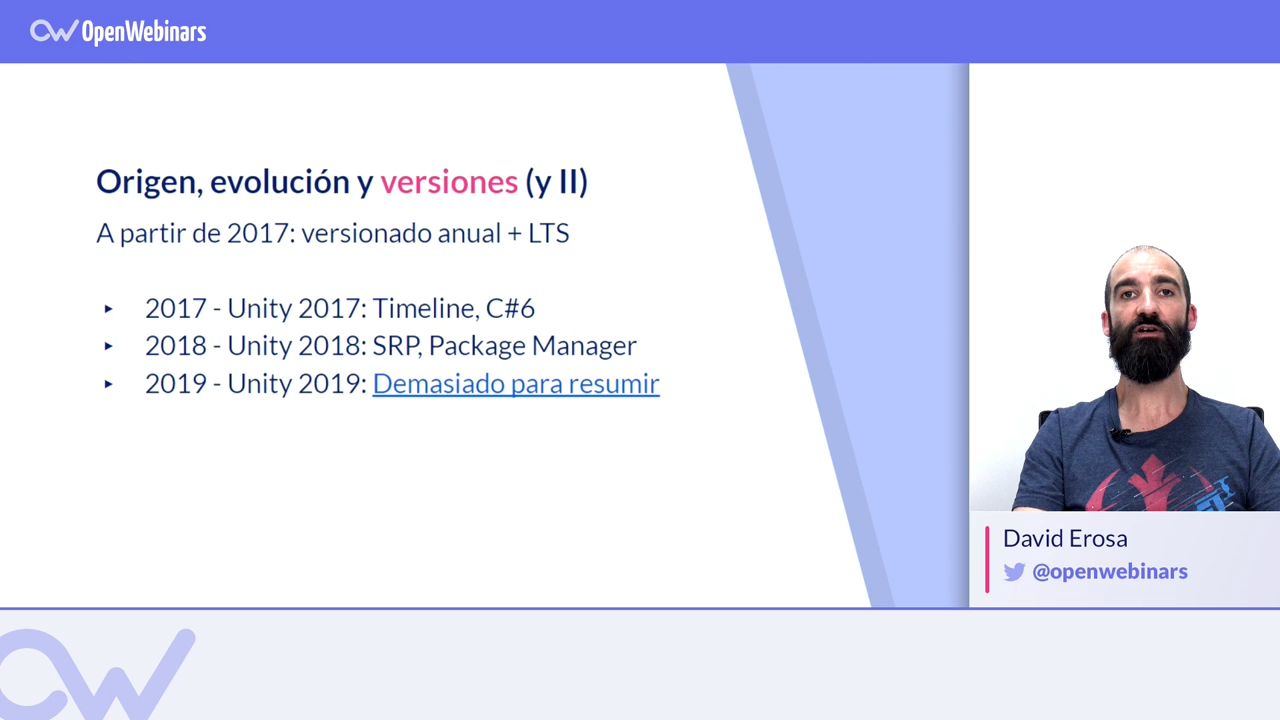 OpenWebinars
Origen, evolución y versiones (y II)
A partir de 2017: versionado anual + LTS
▸ 2017 - Unity 2017: Timeline, C#6
▸ 2018 - Unity 2018: SRP, Package Manager
▸ 2019 - Unity 2019: Demasiado para resumir
David Erosa
@openwebinars